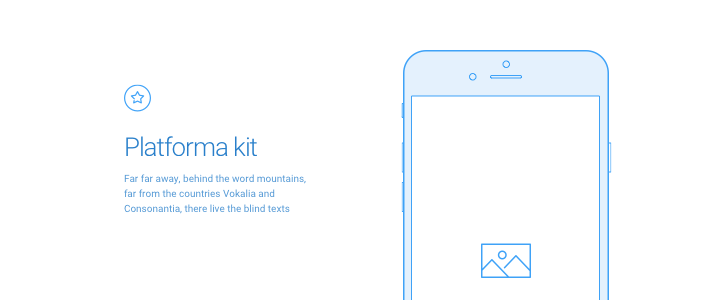 Platforma kit
Far far away, behind the word mountains,
far from the countries Vokalia and
Consonantia, there live the blind texts